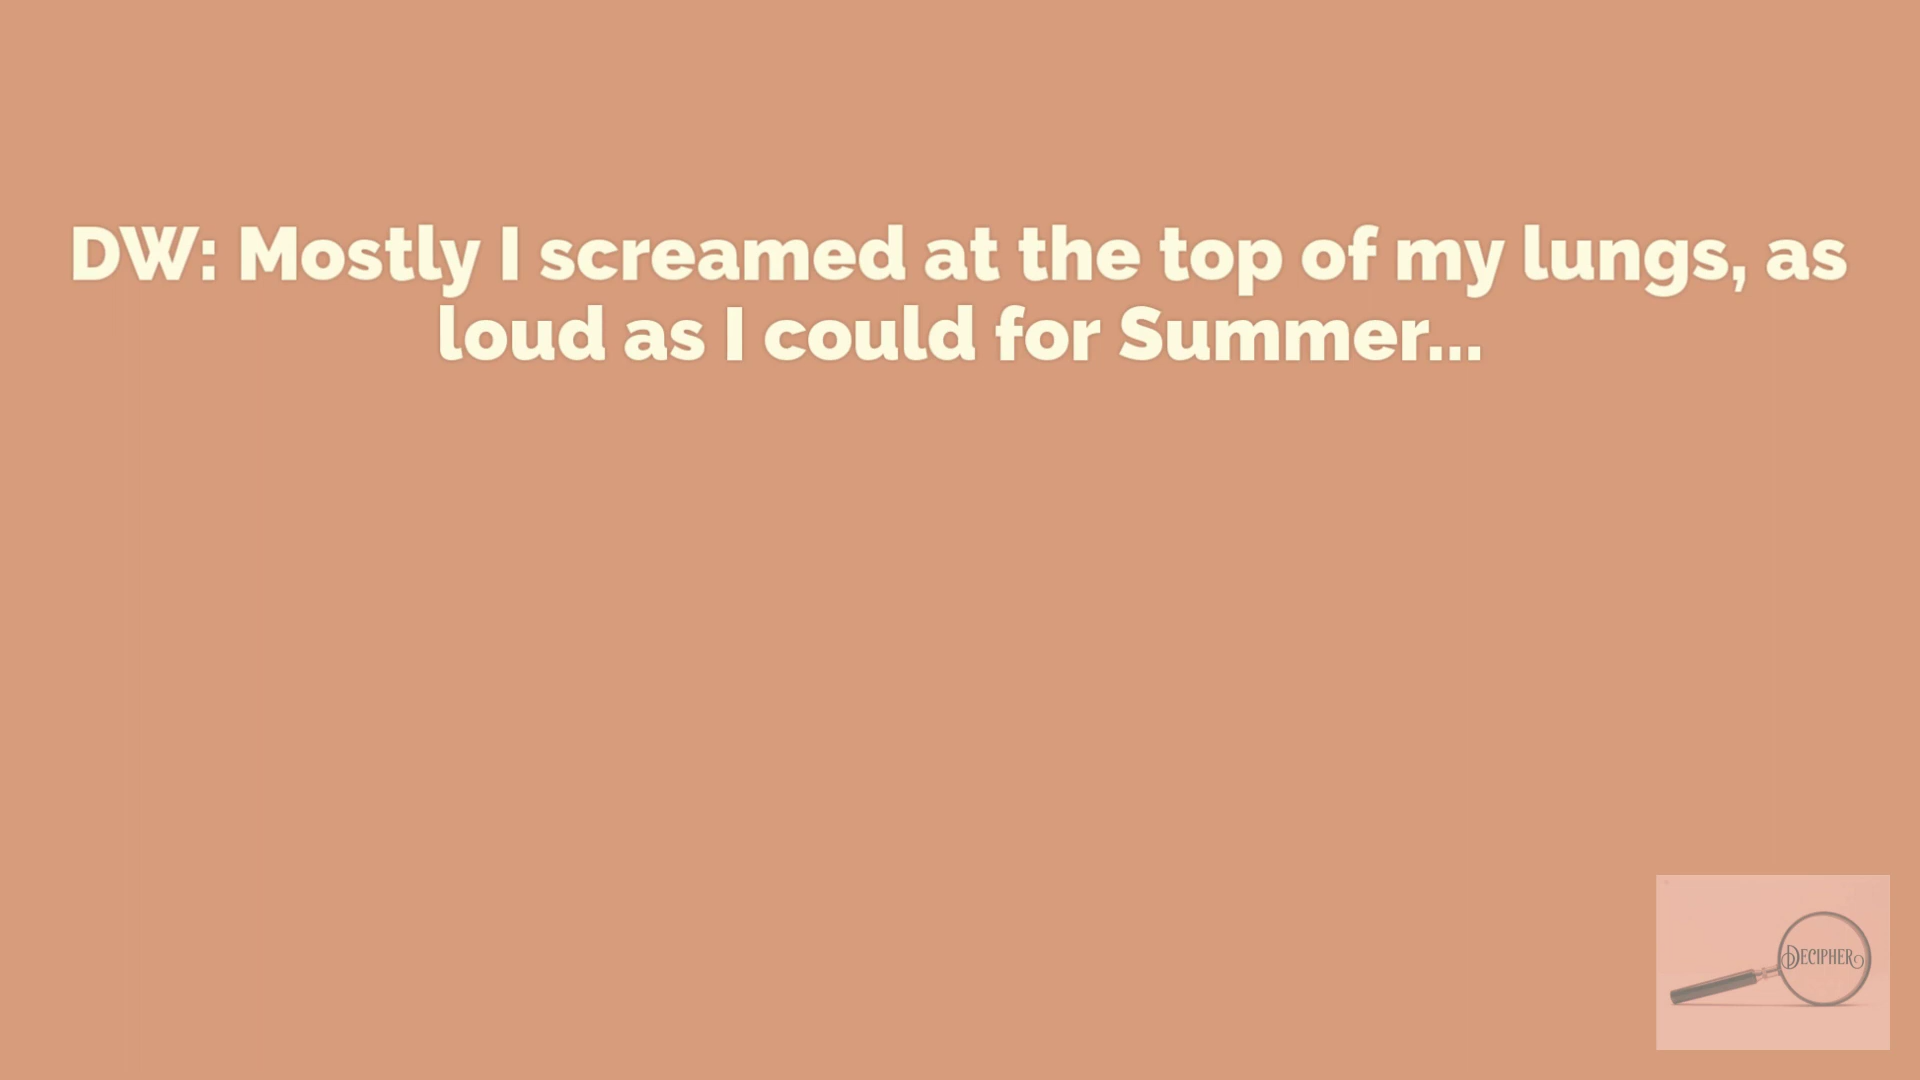 DW: Mostly I screamed at the top of my lungs, as
loud as I could for Summer...
DECIPHER